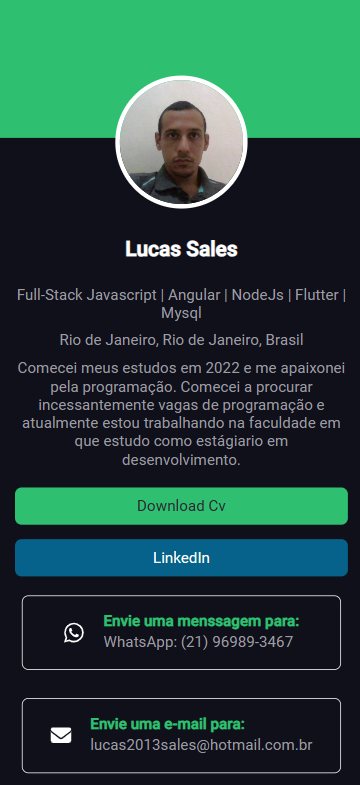 Lucas Sales
Full-Stack Javascript | Angular | NodeJs | Flutter |
Mysql
Rio de Janeiro, Rio de Janeiro, Brasil
Comecei meus estudos em 2022 e me apaixonei
pela programação. Comecei a procurar
incessantemente vagas de programação e
atualmente estou trabalhando na faculdade em
que estudo como estágiario em
desenvolvimento.
Download Cv
LinkedIn
Envie uma menssagem para:
WhatsApp: (21) 96989-3467
Envie uma e-mail para:
lucas2013sales@hotmail.com.br